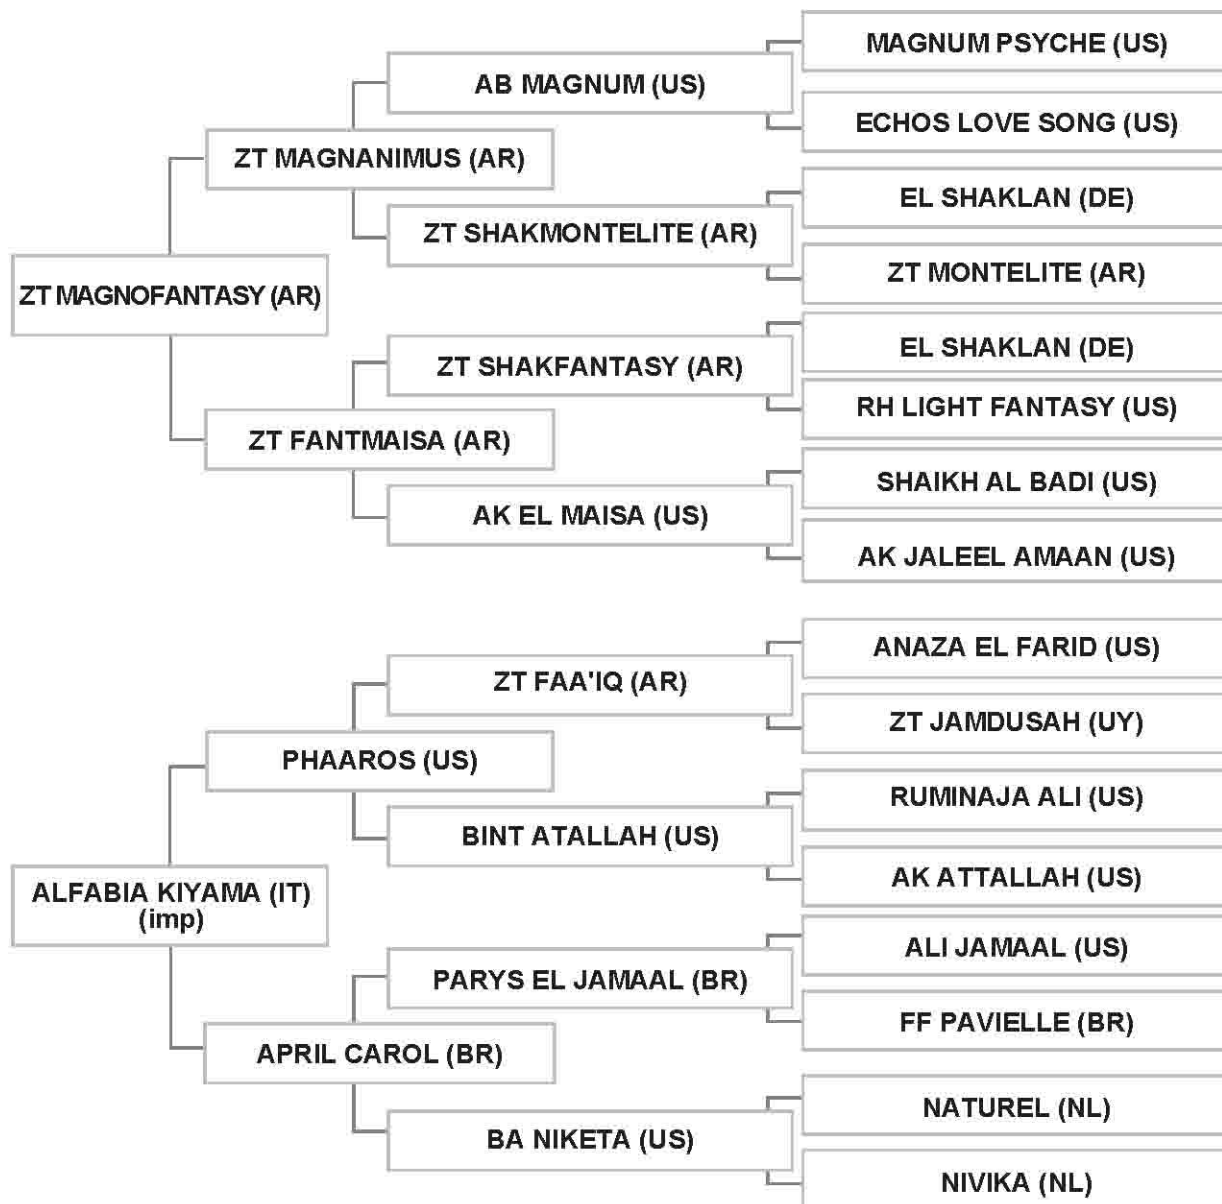 MAGNUM PSYCHE (US)
AB MAGNUM (US)
ECHOS LOVE SONG (US)
ZT MAGNANIMUS (AR)
EL SHAKLAN (DE)
ZT SHAKMONTELITE (AR)
ZT MONTELITE (AR)
ZT MAGNOFANTASY (AR)
EL SHAKLAN (DE)
ZT SHAKFANTASY (AR)
RH LIGHT FANTASY (US)
ZT FANTMAISA (AR)
SHAIKH AL BADI (US)
AK EL MAISA (US)
AK JALEEL AMAAN (US)
ANAZA EL FARID (US)
ZT FAA'IQ (AR)
ZT JAMDUSAH (UY)
PHAAROS (US)
RUMINAJA ALI (US)
BINT ATALLAH (US)
AK ATTALLAH (US)
ALFABIA KIYAMA (IT)
(imp)
ALI JAMAAL (US)
PARYS EL JAMAAL (BR)
FF PAVIELLE (BR)
APRIL CAROL (BR)
NATUREL (NL)
BA NIKETA (US)
NIVIKA (NL)